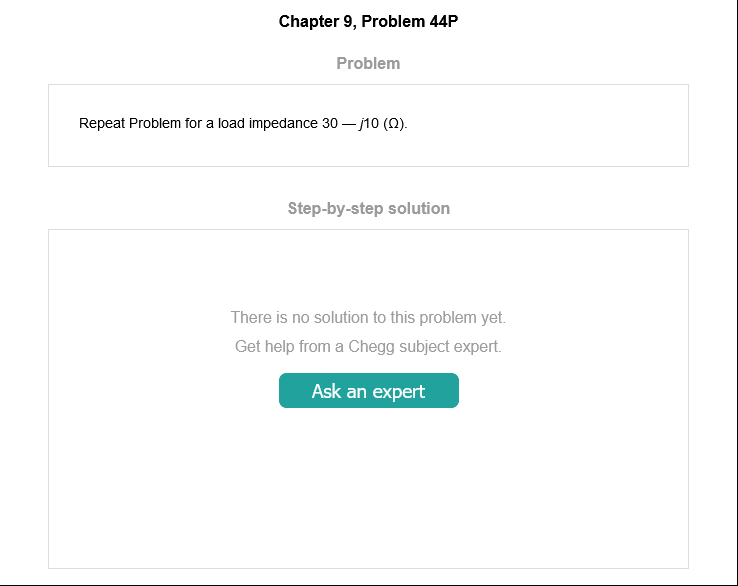 Chapter 9, Problem 44P
Problem
Repeat Problem for a load impedance 30 — j10 (Ω).
Step-by-step solution
There is no solution to this problem yet.
Get help from a Chegg subject expert.
Ask an expert